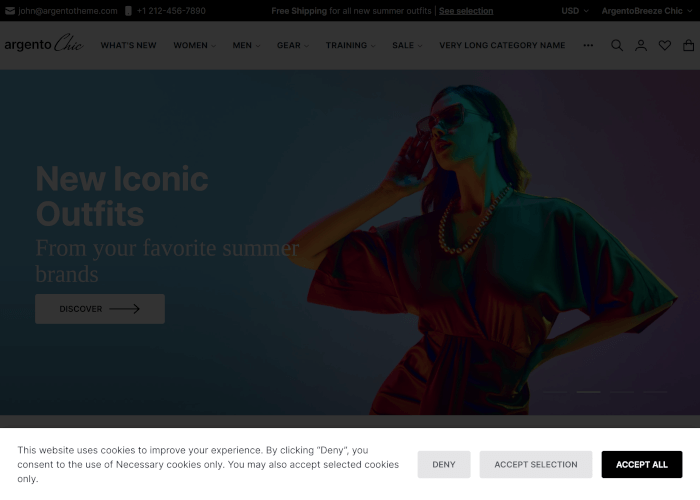 john@argentotheme.com +1 212-456-7890 Free Shipping for all new summer outfits | See selection USD ArgentoBreeze Chic
argento Chic WHAT'S NEW WOMEN MEN GEAR TRAINING SALE VERY LONG CATEGORY NAME
New Iconic
Outfits
From your favorite summer
brands
DISCOVER
This website uses cookies to improve your experience. By clicking "Deny", you
consent to the use of Necessary cookies only. You may also accept selected cookies
only.
DENY ACCEPT SELECTION ACCEPT ALL